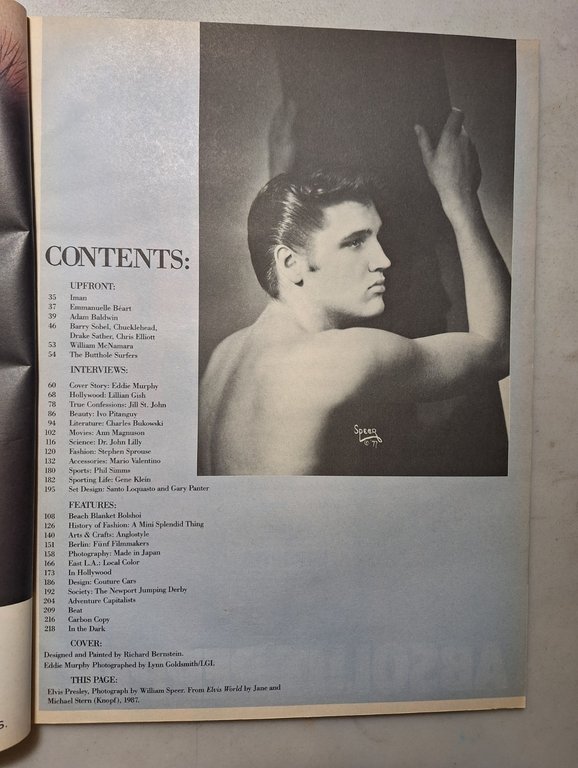 CONTENTS:
UPFRONT:
35 Iman
37 Emmanuelle Béart
39 Adam Baldwin
46 Barry Sobel, Chucklehead,
Drake Sather, Chris Elliott
53 William McNamara
54 The Butthole Surfers
INTERVIEWS:
60 Cover Story: Eddie Murphy
68 Hollywood: Lillian Gish
78 True Confessions: Jill St. John
86 Beauty: Ivo Pitanguy
94 Literature: Charles Bukowski
102 Movies: Ann Magnuson
116 Science: Dr. John Lilly
120 Fashion: Stephen Sprouse
132 Accessories: Mario Valentino
180 Sports: Phil Simms
182 Sporting Life: Gene Klein
195 Set Design: Santo Loquasto and Gary Panter
FEATURES:
108 Beach Blanket Bolshoi
126 History of Fashion: A Mini Splendid Thing
140 Arts & Crafts: Anglostyle
151 Berlin: Fünf Filmmakers
158 Photography: Made in Japan
166 East L.A.: Local Color
173 In Hollywood
186 Design: Couture Cars
192 Society: The Newport Jumping Derby
204 Adventure Capitalists
209 Beat
216 Carbon Copy
218 In the Dark
COVER:
Designed and Painted by Richard Bernstein.
Eddie Murphy Photographed by Lynn Goldsmith/LGI.
THIS PAGE:
Elvis Presley, Photograph by William Speer. From Elvis World by Jane and
Michael Stern (Knopf), 1987.
Speer
© 77